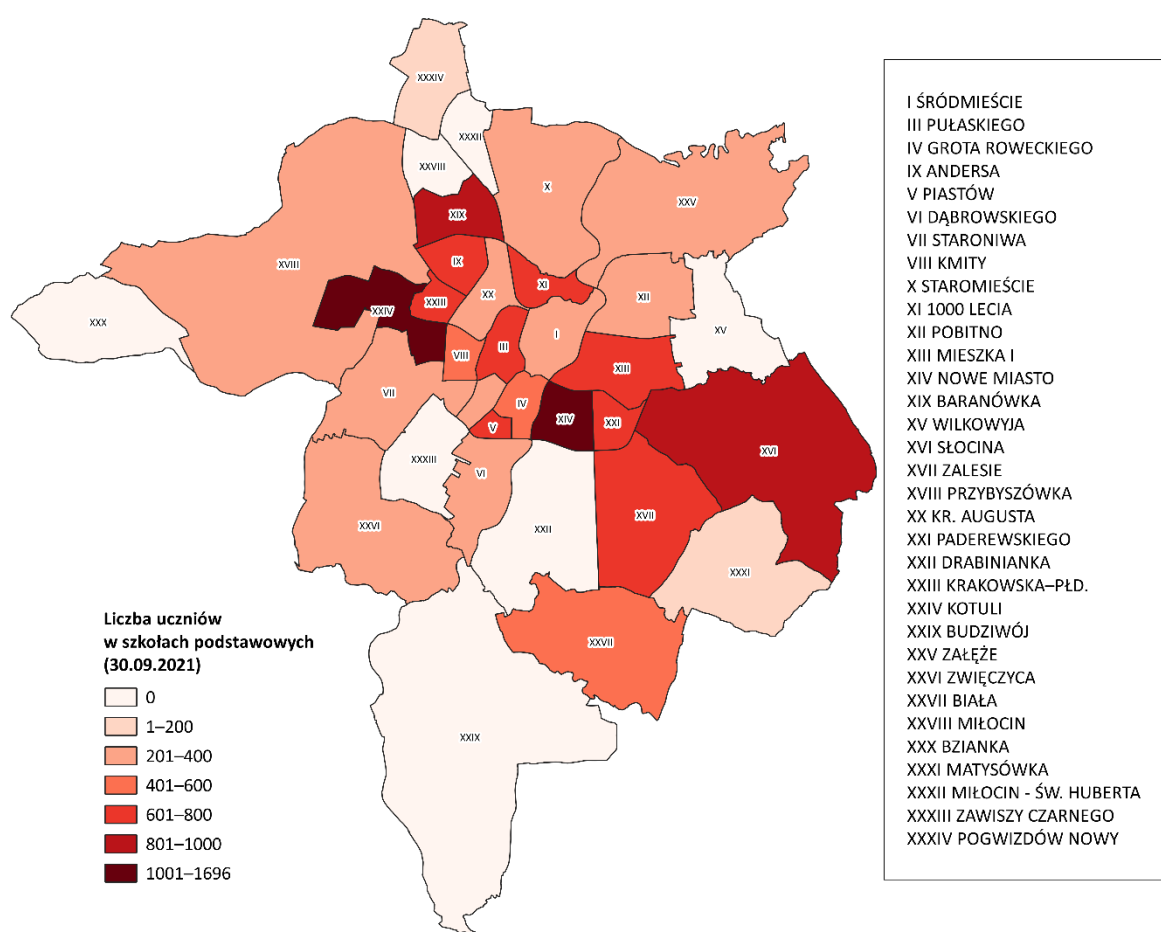 XXXIV
XXXII
XXVIII
X
XXV
XIX
XVIII
IX
XI
XX
XII
XXIII
XXIV
XXX
XV
I
III
VIII
XIII
VII
IV
XIV
XXI
V
XVI
XXXIII
VI
XVII
XXVI
XXII
XXXI
XXVII
XXIX
Liczba uczniów
w szkołach podstawowych
(30.09.2021)
0
1–200
201–400
401–600
601–800
801–1000
1001–1696
I ŚRÓDMIEŚCIE
III PUŁASKIEGO
IV GROTA ROWECKIEGO
IX ANDERSA
V PIASTÓW
VI DĄBROWSKIEGO
VII STARONIWA
VIII KMITY
X STAROMIEŚCIE
XI 1000 LECIA
XII POBITNO
XIII MIESZKA I
XIV NOWE MIASTO
XIX BARANÓWKA
XV WILKOWYJA
XVI SŁOCINA
XVII ZALESIE
XVIII PRZYBYSZÓWKA
XX KR. AUGUSTA
XXI PADEREWSKIEGO
XXII DRABINIANKA
XXIII KRAKOWSKA–PŁD.
XXIV KOTULI
XXIX BUDZIWÓJ
XXV ZAŁĘŻE
XXVI ZWIĘCZYCA
XXVII BIAŁA
XXVIII MIŁOCIN
XXX BZIANKA
XXXI MATYSÓWKA
XXXII MIŁOCIN - ŚW. HUBERTA
XXXIII ZAWISZY CZARNEGO
XXXIV POGWIZDÓW NOWY